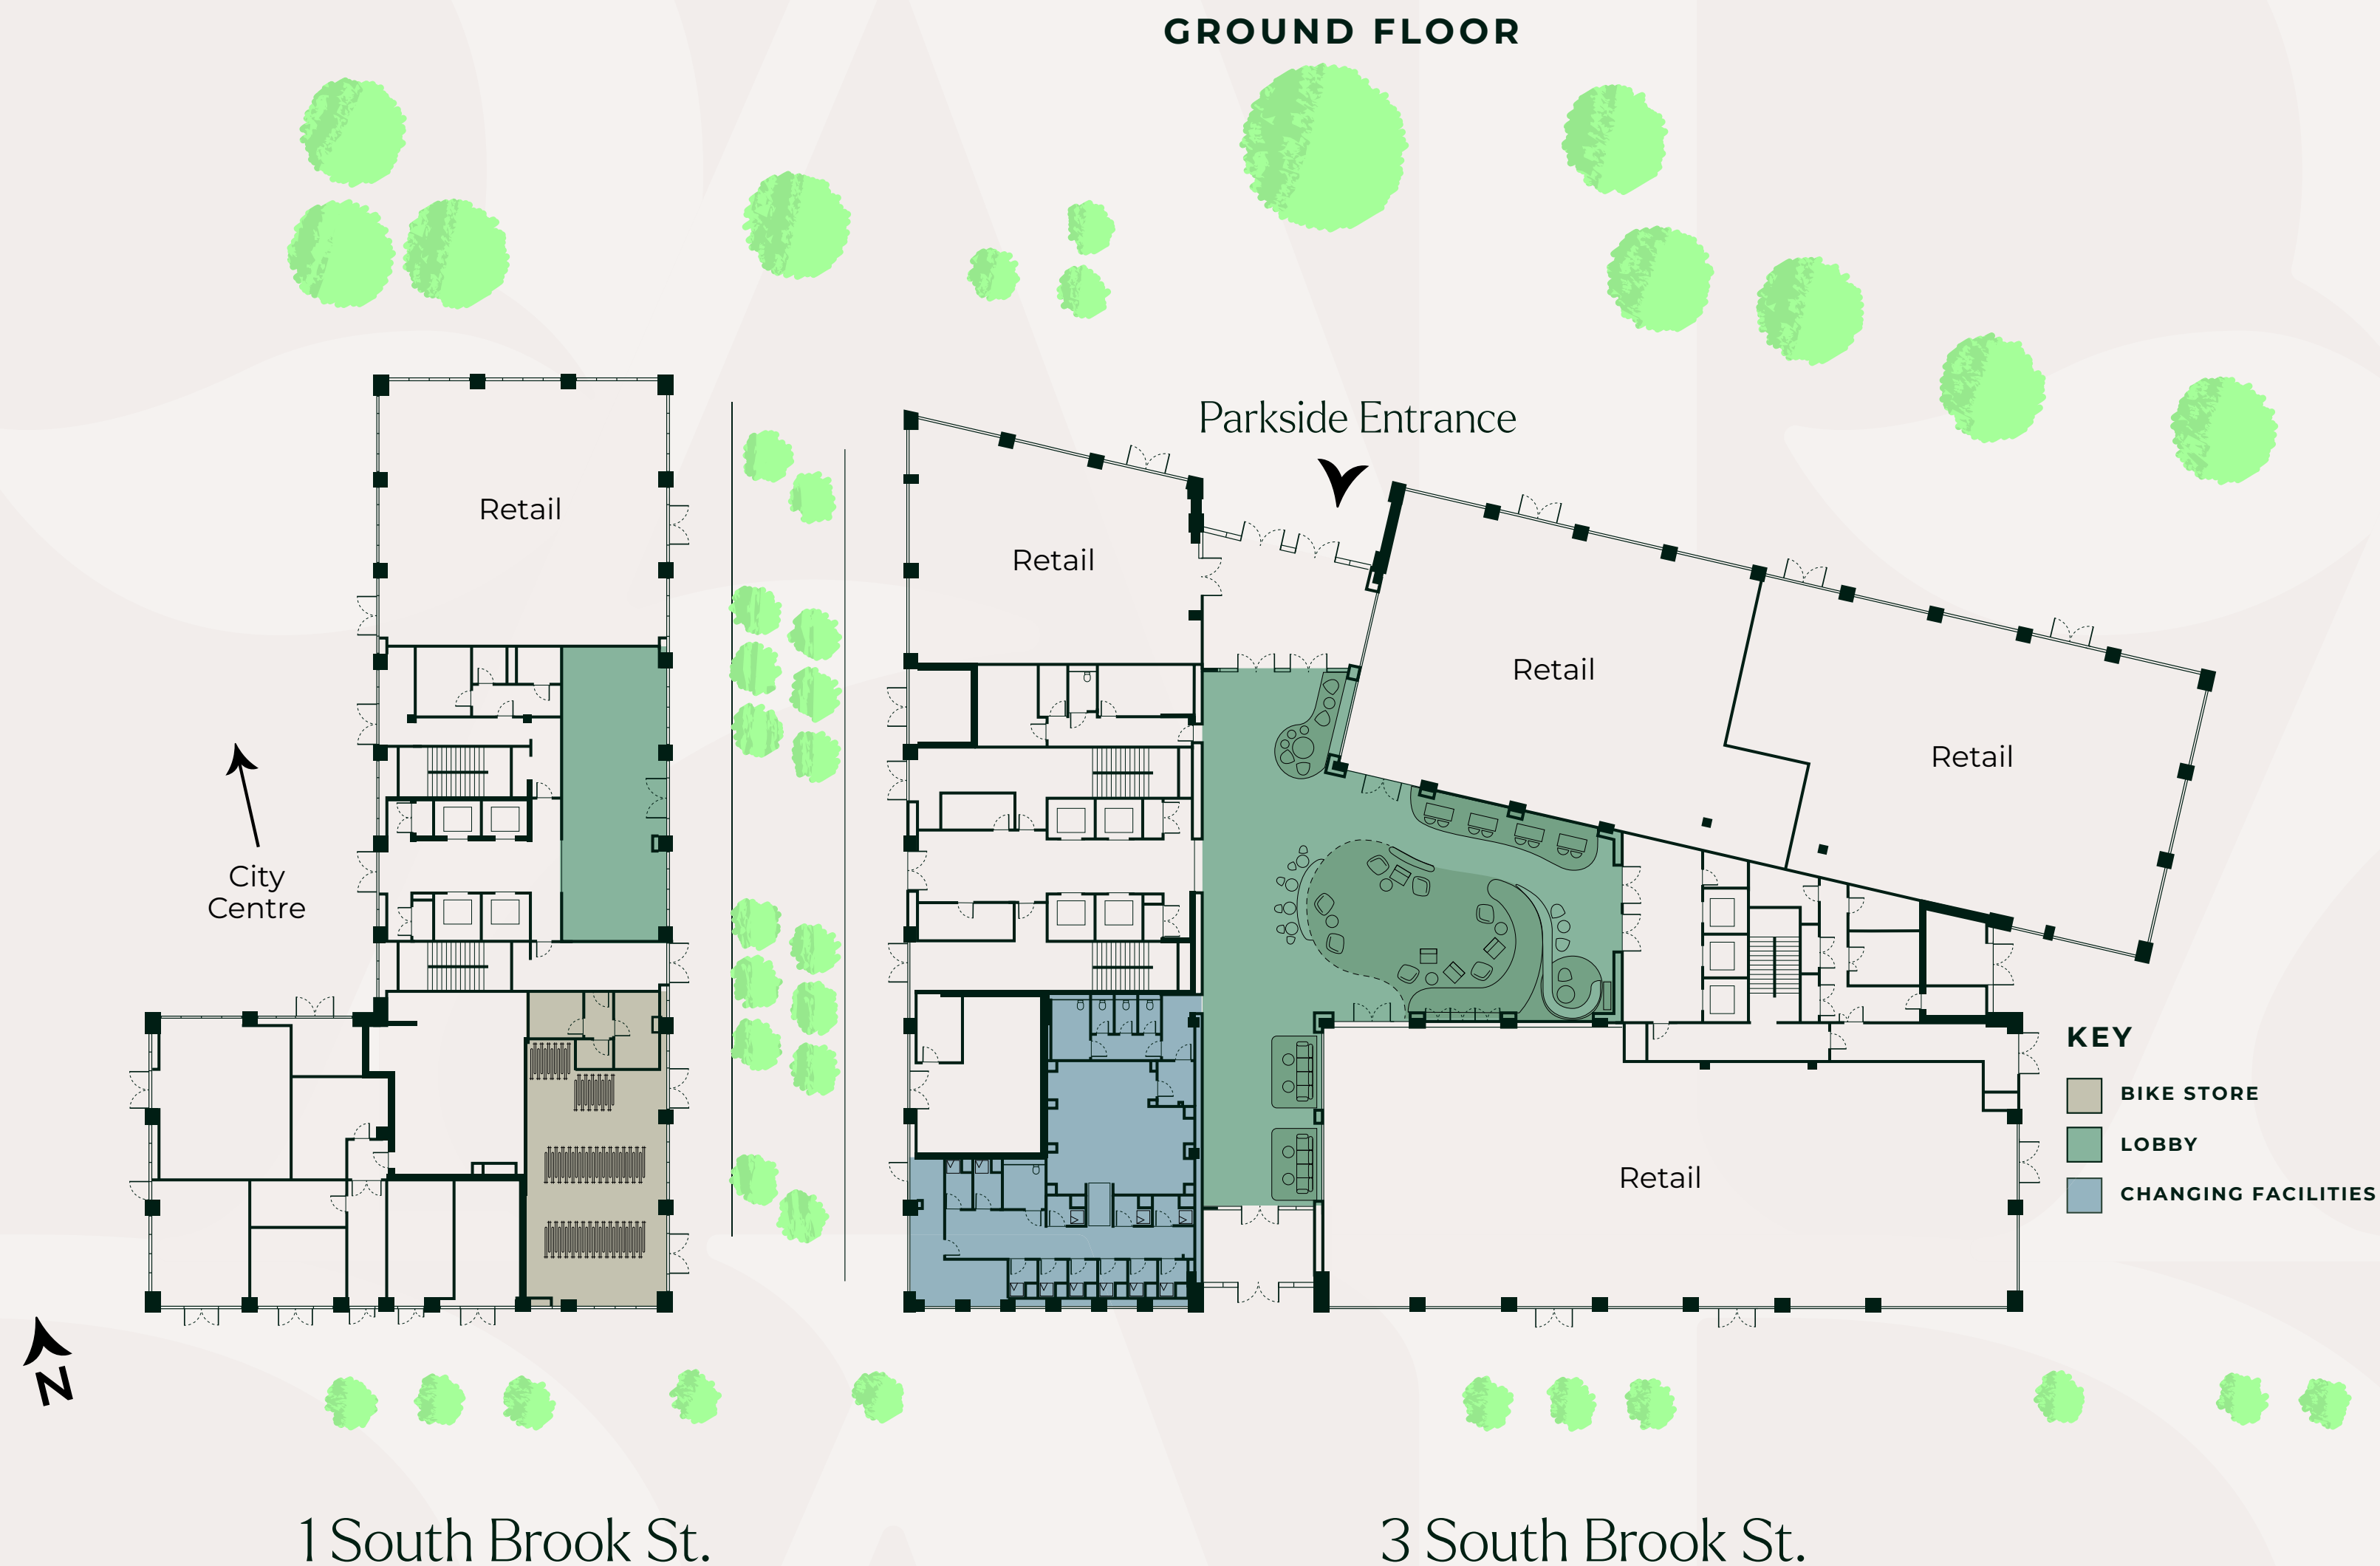 GROUND FLOOR
Parkside Entrance
Retail
Retail
Retail
Retail
City
Centre
KEY
BIKE STORE
LOBBY
CHANGING FACILITIES
Retail
N
1 South Brook St.
3 South Brook St.